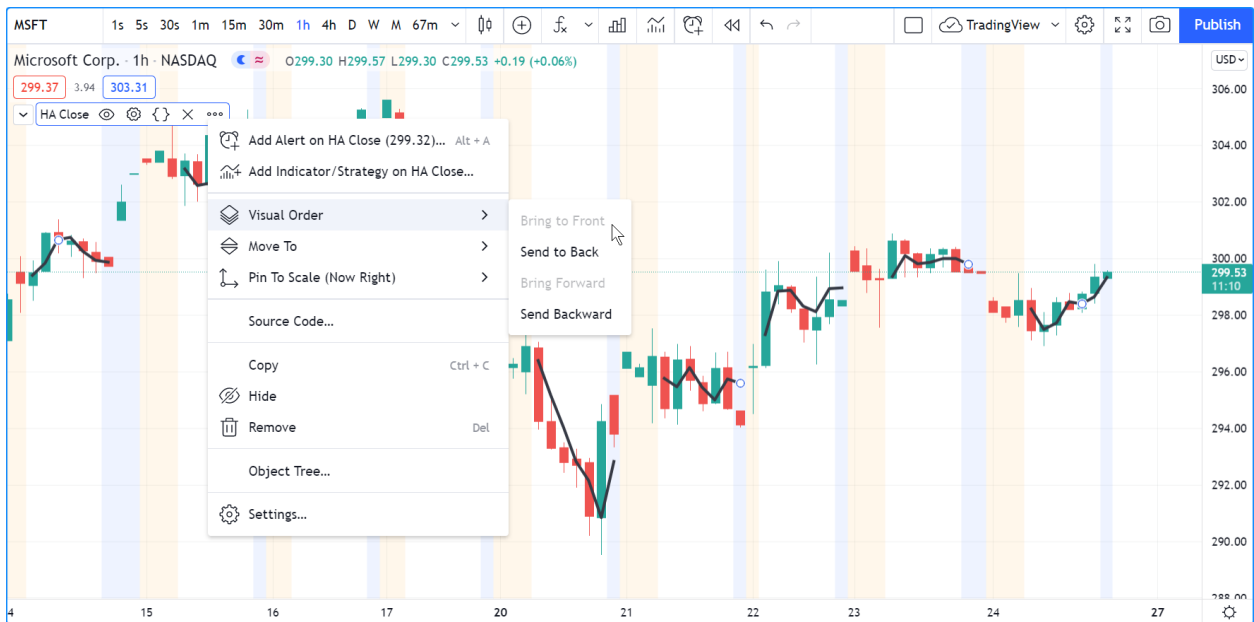 MSFT 1s 5s 30s 1m 15m 30m 1h 4h D W M 67m TradingView Publish
Microsoft Corp. · 1h · NASDAQ O299.30 H299.57 L299.30 C299.53 +0.19 (+0.06%) USD
299.37 3.94 303.31
306.00
HA Close
Add Alert on HA Close (299.32)... Alt + A
304.00
Add Indicator/Strategy on HA Close...
302.00
Visual Order
Bring to Front
Move To
Send to Back
300.00
299.53
11:10
Pin To Scale (Now Right)
Bring Forward
Send Backward
298.00
Source Code...
Copy Ctrl + C
296.00
Hide
Remove Del
294.00
Object Tree...
292.00
Settings...
290.00
288.00
4 15 16 17 20 21 22 23 24 27